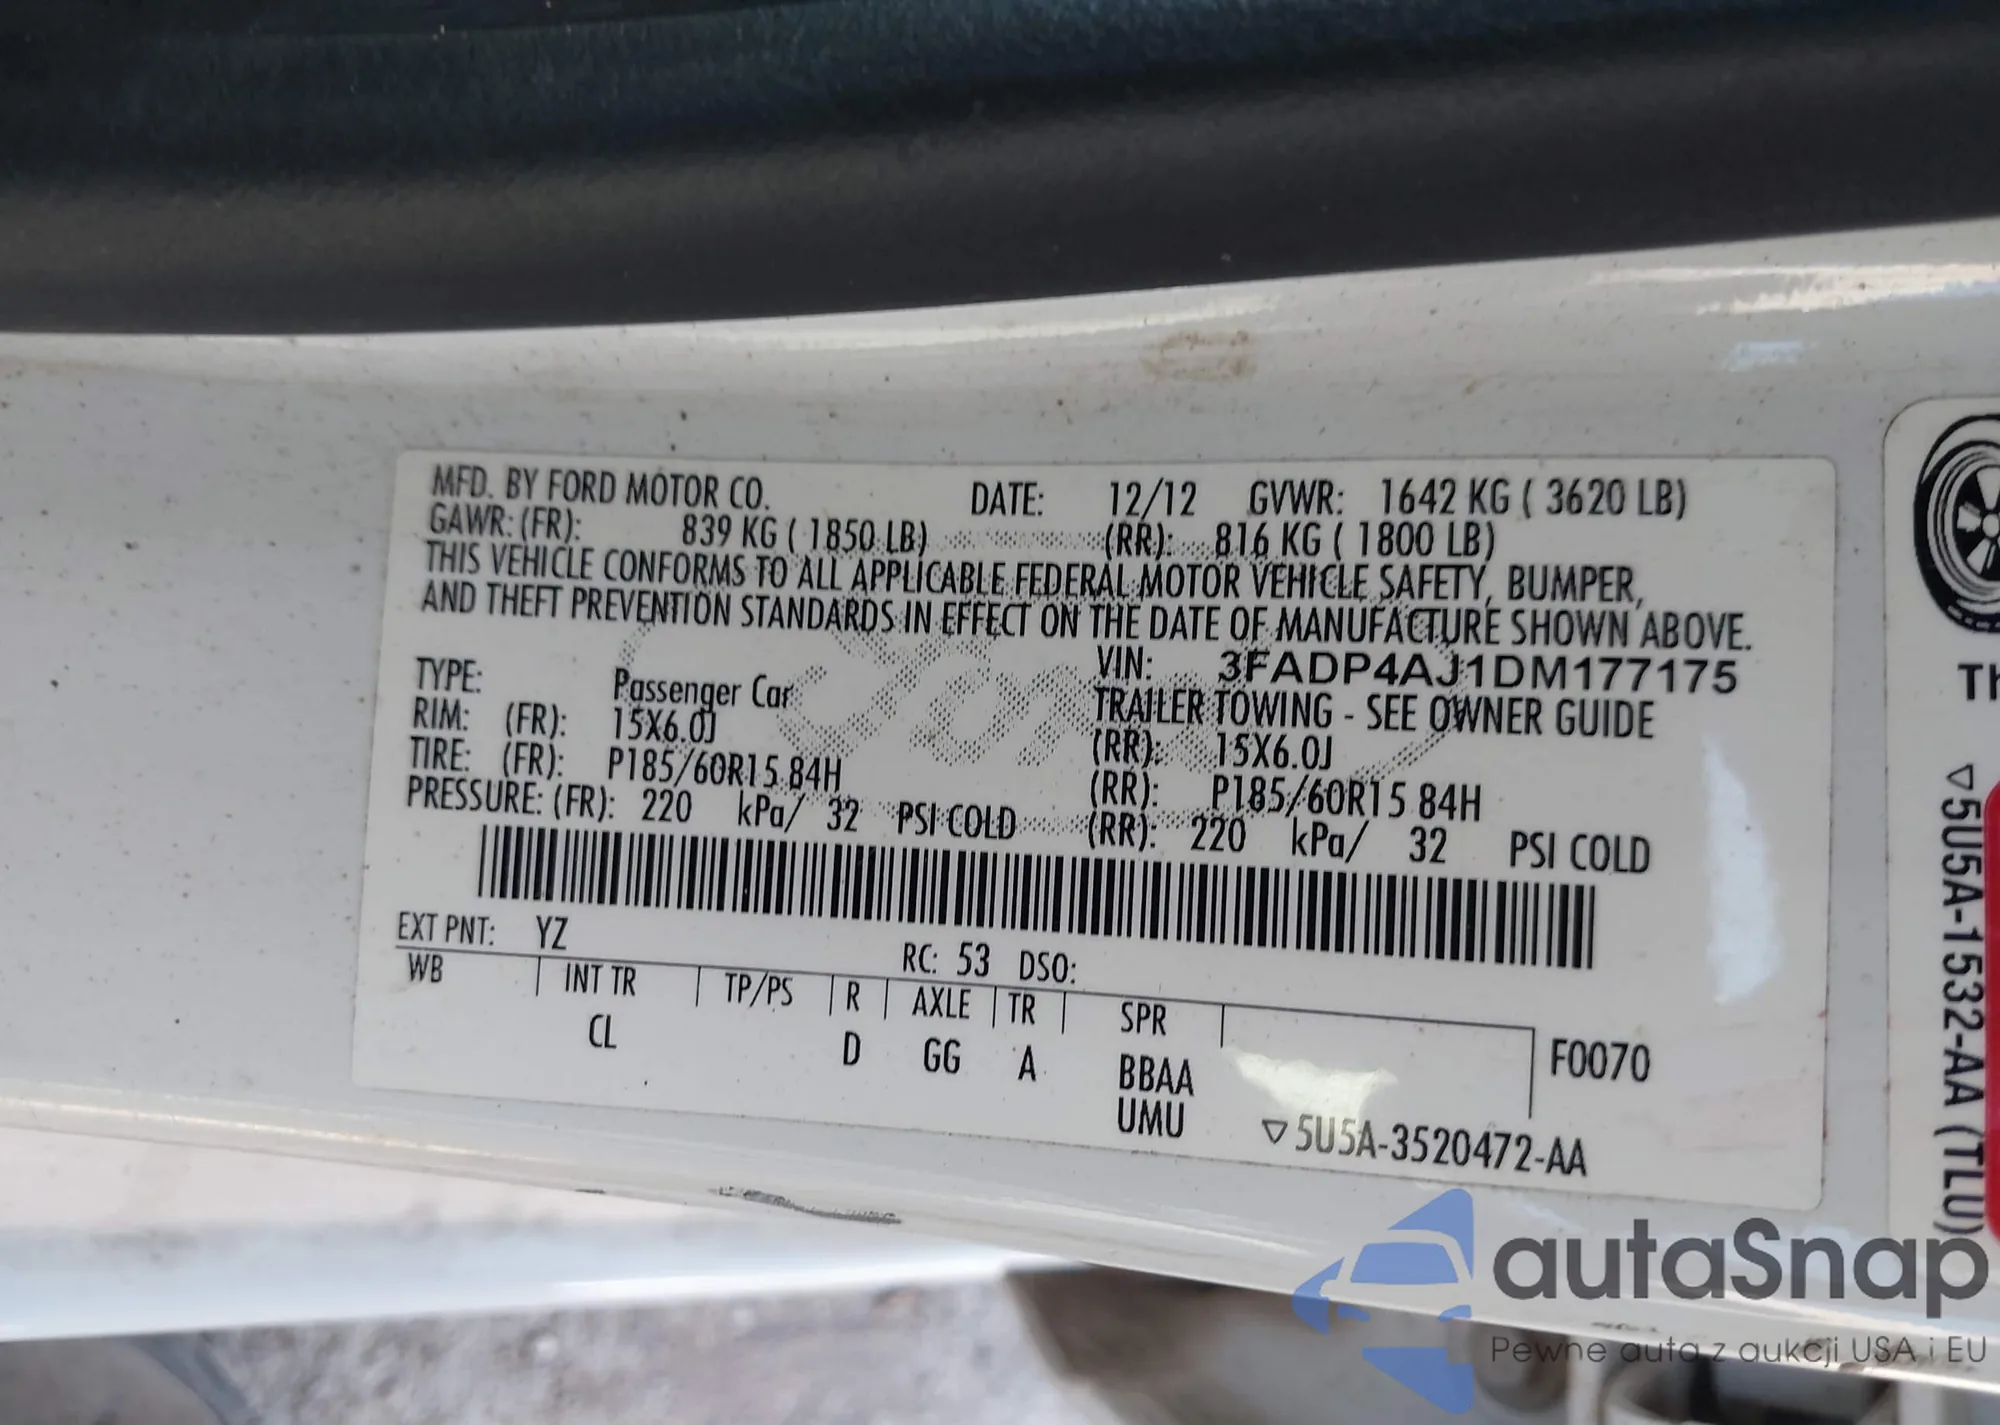 MFD. BY FORD MOTOR CO. DATE: 12/12 GVWR: 1642 KG ( 3620 LB)
GAWR: (FR): 839 KG ( 1850 LB) (RR): 816 KG ( 1800 LB)
THIS VEHICLE CONFORMS TO ALL APPLICABLE FEDERAL MOTOR VEHICLE SAFETY, BUMPER,
AND THEFT PREVENTION STANDARDS IN EFFECT ON THE DATE OF MANUFACTURE SHOWN ABOVE.
VIN: 3FADP4AJ1DM177175
TYPE: Passenger Car TRAILER TOWING - SEE OWNER GUIDE
RIM: (FR): 15X6.0J (RR): 15X6.0J
TIRE: (FR): P185/60R15 84H (RR): P185/60R15 84H
PRESSURE: (FR): 220 kPa/ 32 PSI COLD (RR): 220 kPa/ 32 PSI COLD
EXT PNT: YZ RC: 53 DSO:
WB INT TR TP/PS R AXLE TR SPR F0070
CL D GG A BBAA
UMU
▽5U5A-3520472-AA
Ford
▽5U5A-1532-AA (TLU)
autaSnap
Pewne auta z aukcji USA i EU